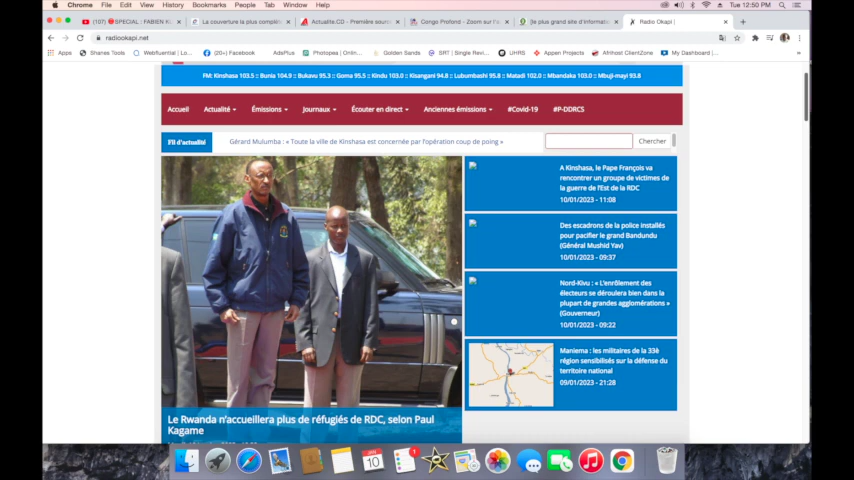 Chrome File Edit View History Bookmarks People Tab Window Help
Tue 12:50 PM
(107) SPECIAL : FABIEN K
La couverture la plus complèt
Actualite.CD - Première sourc
Congo Profond - Zoom sur l'a
(le plus grand site d'informati
Radio Okapi |
radiookapi.net
Apps Shanes Tools Webfluential | Lo... (20+) Facebook AdsPlus Photopea | Onlin... Golden Sands SRT | Single Revi... UHRS Appen Projects Afrihost ClientZone My Dashboard |...
FM: Kinshasa 103.5 :: Bunia 104.9 :: Bukavu 95.3 :: Goma 95.5 :: Kindu 103.0 :: Kisangani 94.8 :: Lubumbashi 95.8 :: Matadi 102.0 :: Mbandaka 103.0 :: Mbuji-mayi 93.8
Accueil Actualité Émissions Journaux Écouter en direct Anciennes émissions #Covid-19 #P-DDRCS
Fil d'actualité
Gérard Mulumba : « Toute la ville de Kinshasa est concernée par l'opération coup de poing »
Chercher
A Kinshasa, le Pape François va
rencontrer un groupe de victimes de
la guerre de l'Est de la RDC
10/01/2023 - 11:08
Des escadrons de la police installés
pour pacifier le grand Bandundu
(Général Mushid Yav)
10/01/2023 - 09:37
Nord-Kivu : « L'enrôlement des
électeurs se déroulera bien dans la
plupart de grandes agglomérations »
(Gouverneur)
10/01/2023 - 09:22
Maniema : les militaires de la 33è
région sensibilisés sur la défense du
territoire national
09/01/2023 - 21:28
Le Rwanda n'accueillera plus de réfugiés de RDC, selon Paul
Kagame
10
1